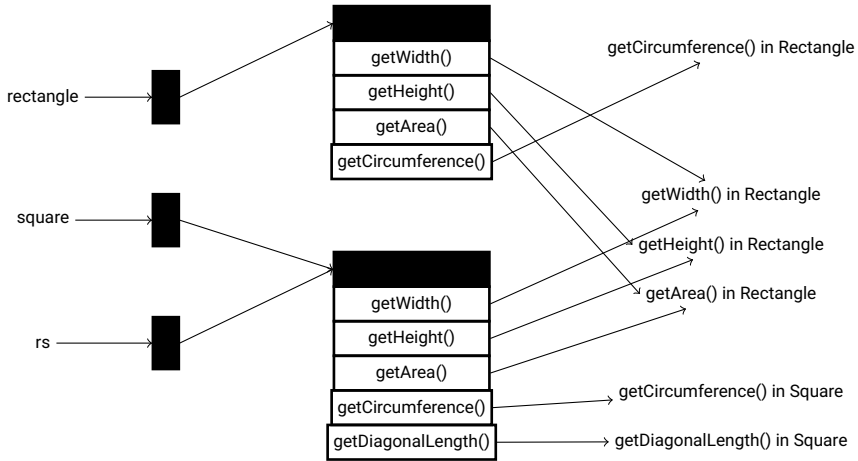 rectangle
square
rs
getWidth()
getHeight()
getArea()
getCircumference()
getWidth()
getHeight()
getArea()
getCircumference()
getDiagonalLength()
getCircumference() in Rectangle
getWidth() in Rectangle
getHeight() in Rectangle
getArea() in Rectangle
getCircumference() in Square
getDiagonalLength() in Square